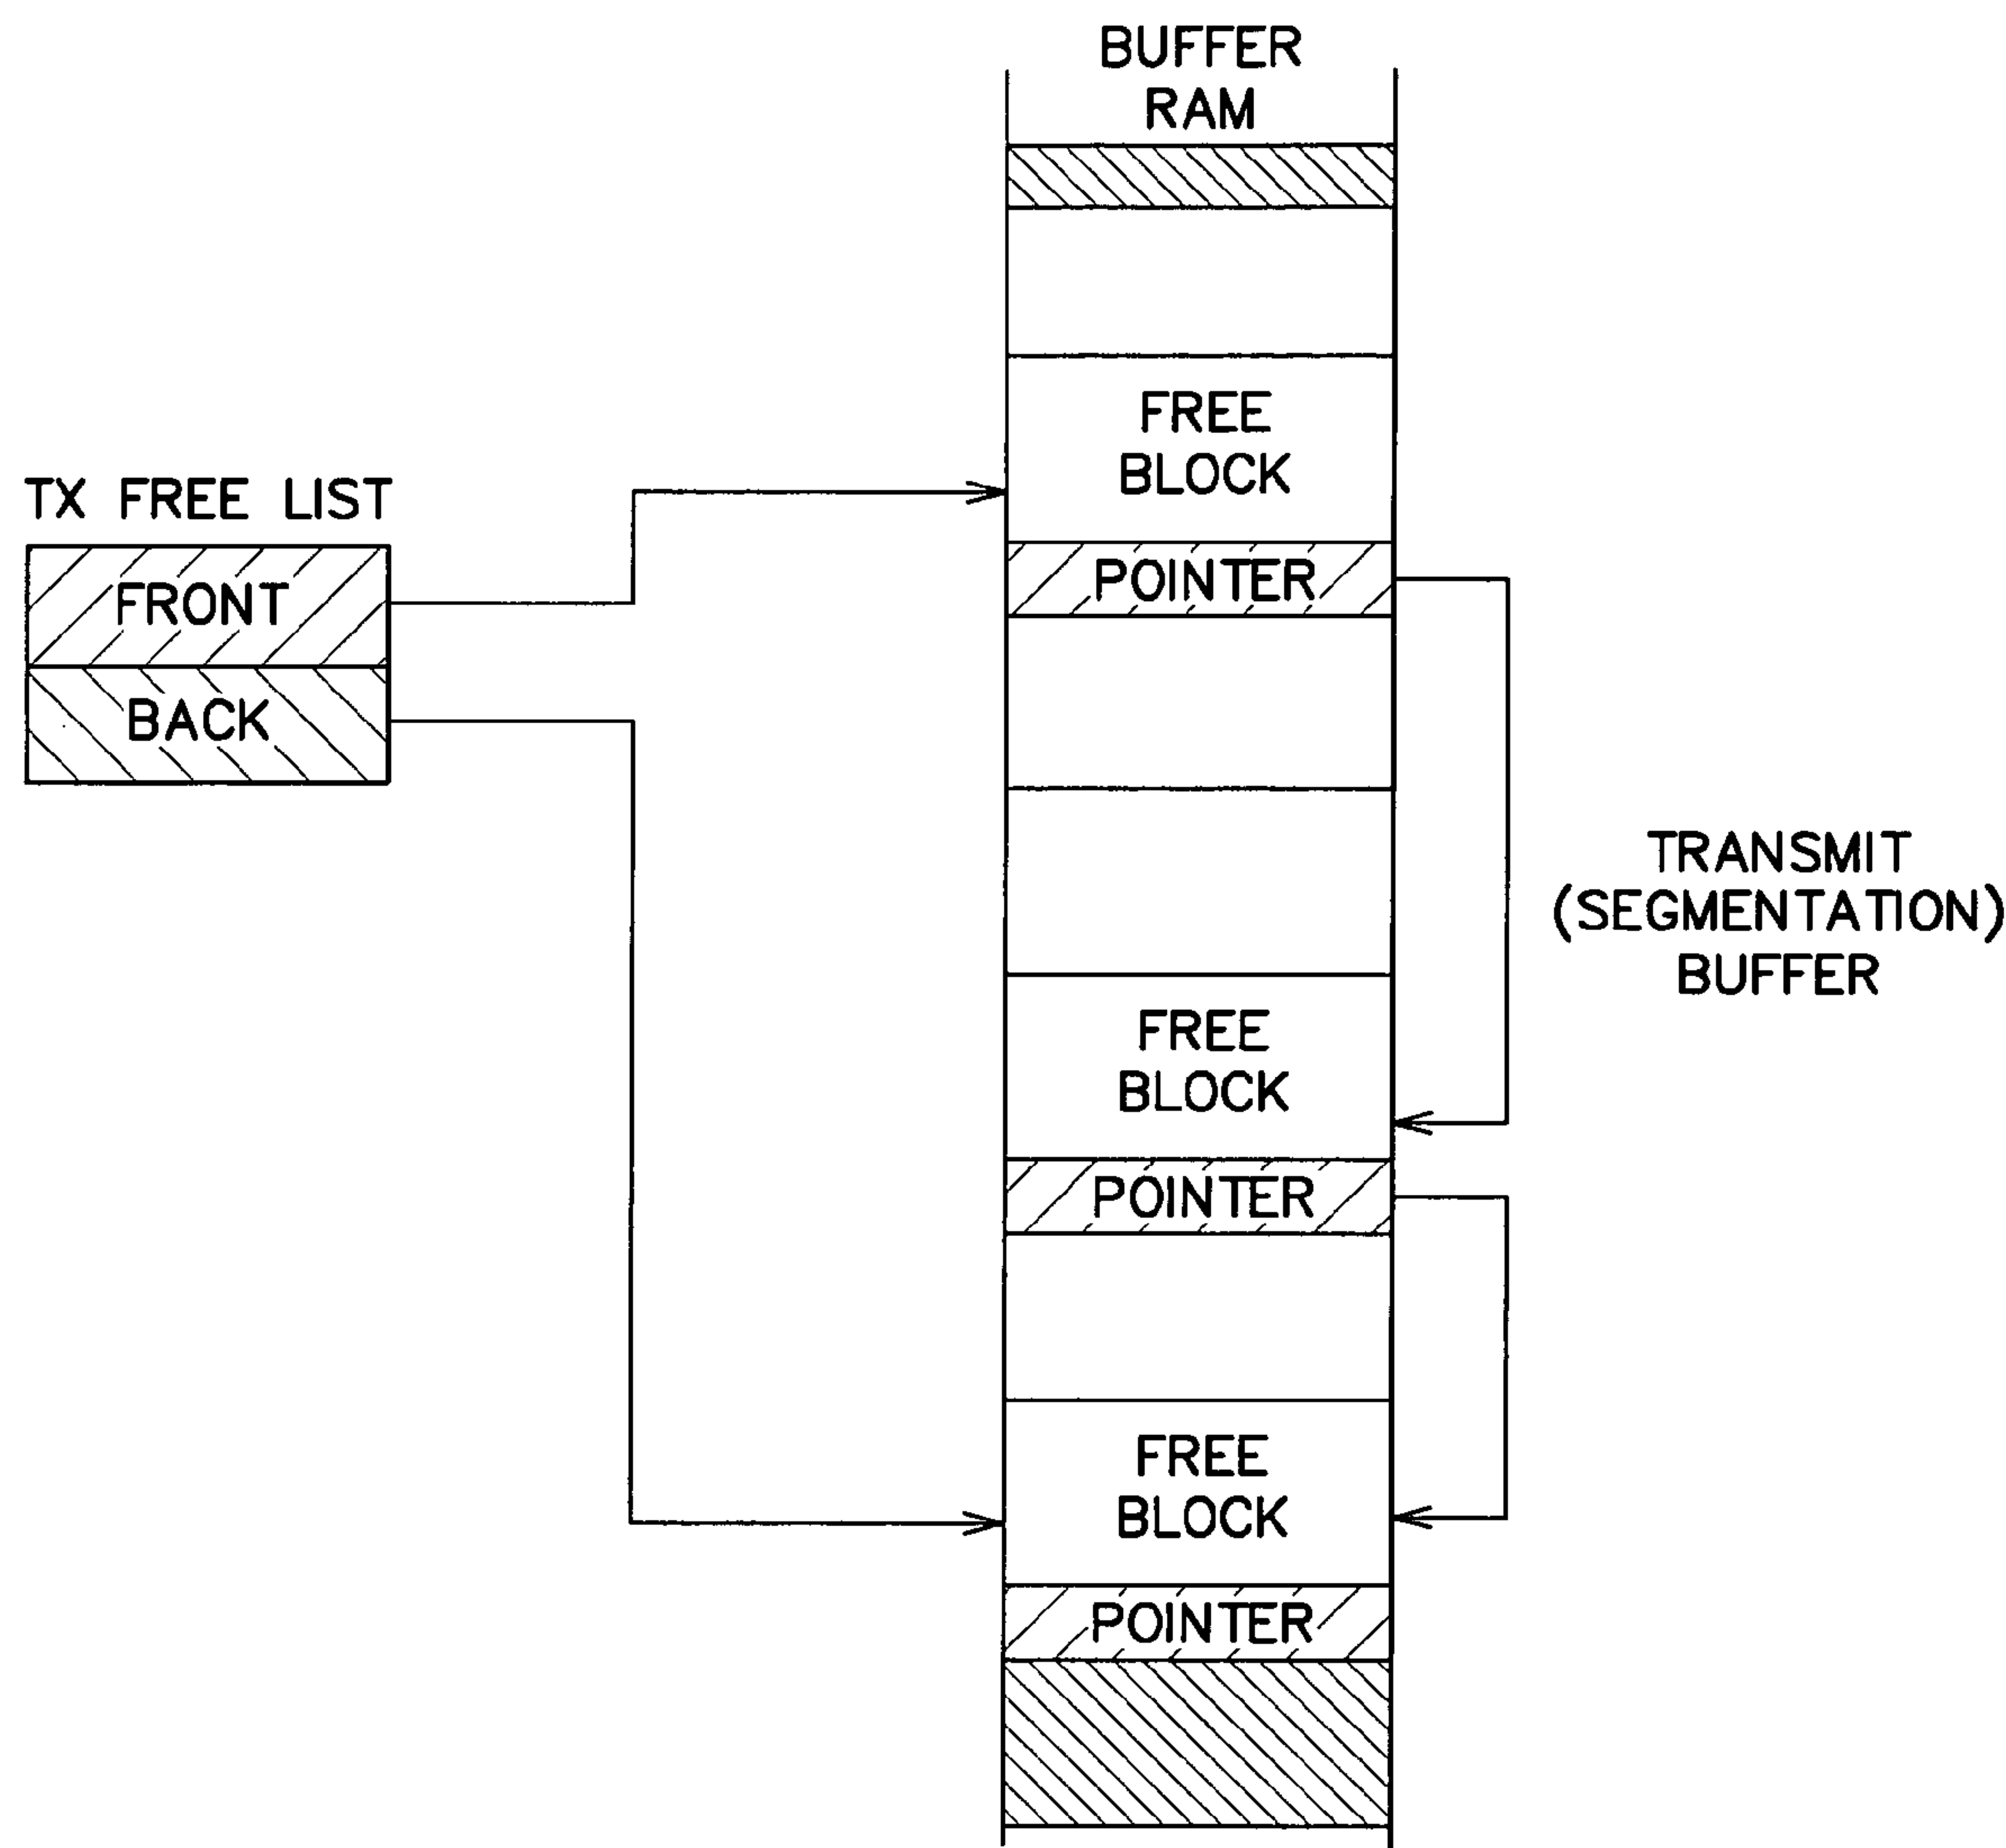 BUFFER
RAM
FREE
BLOCK
TX FREE LIST
FRONT
POINTER
BACK
TRANSMIT
(SEGMENTATION)
BUFFER
FREE
BLOCK
POINTER
FREE
BLOCK
POINTER